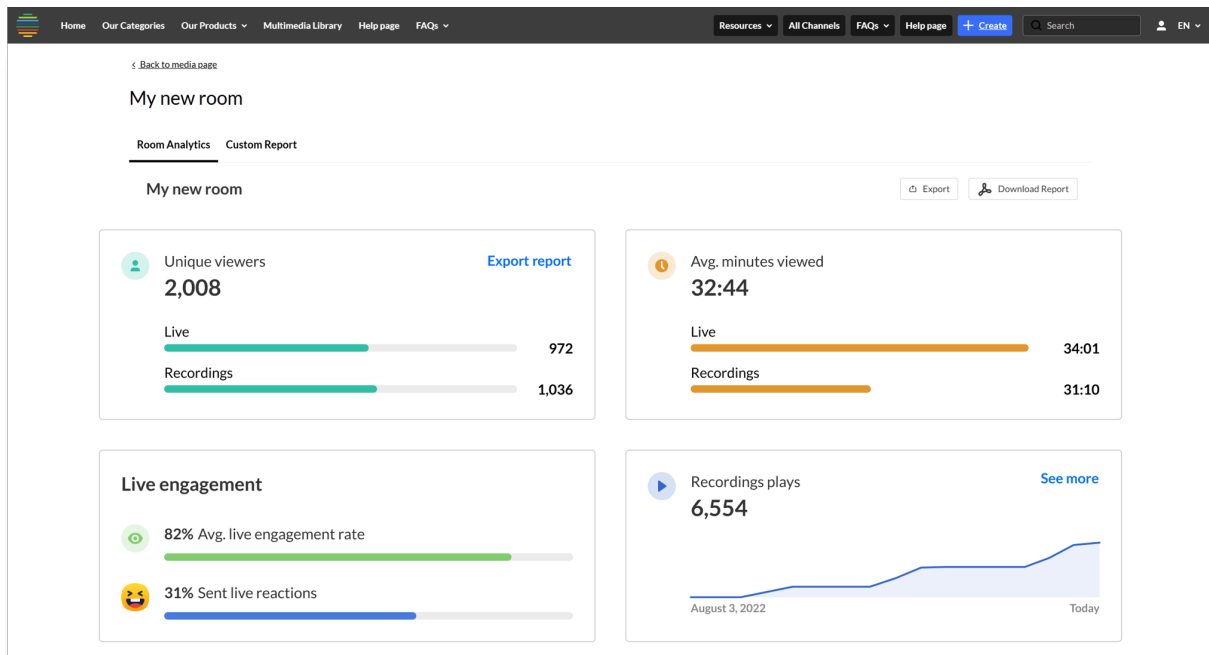 Home Our Categories Our Products Multimedia Library Help page FAQs Resources All Channels FAQs Help page + Create Search EN
Back to media page
My new room
Room Analytics Custom Report
My new room Export Download Report
Unique viewers Export report
2,008
Live
972
Recordings
1,036
Avg. minutes viewed
32:44
Live
34:01
Recordings
31:10
Live engagement
82% Avg. live engagement rate
31% Sent live reactions
Recordings plays See more
6,554
August 3, 2022 Today